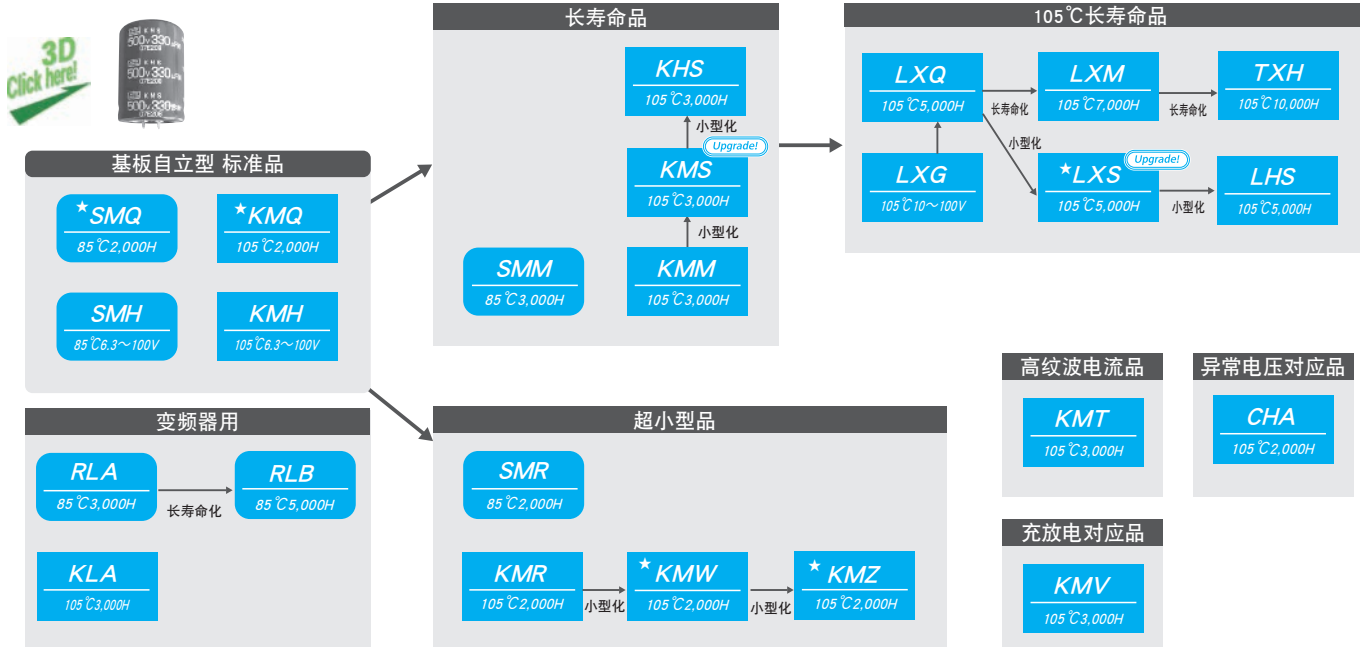 3D
Click here!
KMS
500V330µF
KMS
500V330µF
KMS
500V330µF
基板自立型 标准品
★SMQ
85℃2,000H
★KMQ
105℃2,000H
SMH
85℃6.3～100V
KMH
105℃6.3～100V
长寿命品
KHS
105℃3,000H
小型化
Upgrade!
KMS
105℃3,000H
小型化
SMM
85℃3,000H
KMM
105℃3,000H
105℃长寿命品
LXQ
105℃5,000H
长寿命化
LXM
105℃7,000H
长寿命化
TXH
105℃10,000H
小型化
LXG
105℃10～100V
Upgrade!
★LXS
105℃5,000H
小型化
LHS
105℃5,000H
变频器用
RLA
85℃3,000H
长寿命化
RLB
85℃5,000H
KLA
105℃3,000H
超小型品
SMR
85℃2,000H
KMR
105℃2,000H
小型化
★KMW
105℃2,000H
小型化
★KMZ
105℃2,000H
高纹波电流品
KMT
105℃3,000H
异常电压对应品
CHA
105℃2,000H
充放电对应品
KMV
105℃3,000H